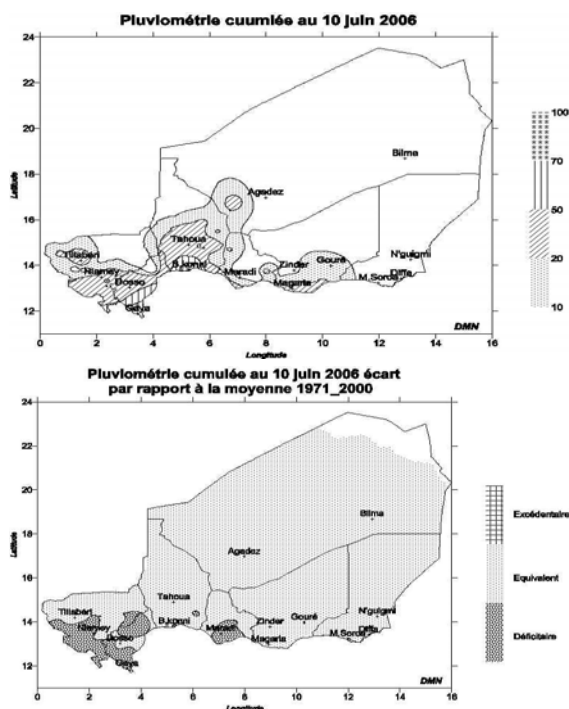 Pluviométrie cuumlée au 10 juin 2006
24
22
20
18
16
14
12
Latitude
Bilma
Agadez
Tahoua
Tillabéri
Niamey
Dosso
Gaya
B.konni
Maradi
Zinder
Magaria
Gouré
N'guigmi
Diffa
M.Soroa
DMN
0
2
4
6
8
10
12
14
16
Longitude
100
70
50
20
10
Pluviométrie cumulée au 10 juin 2006 écart
par rapport à la moyenne 1971_2000
24
22
20
18
16
14
12
Latitude
Bilma
Agadez
Tahoua
Tillabéri
Niamey
Dosso
Gaya
B.konni
Maradi
Zinder
Magaria
Gouré
N'guigmi
Diffa
M.Soroa
DMN
0
2
4
6
8
10
12
14
16
Longitude
Excédentaire
Equivalent
Déficitaire